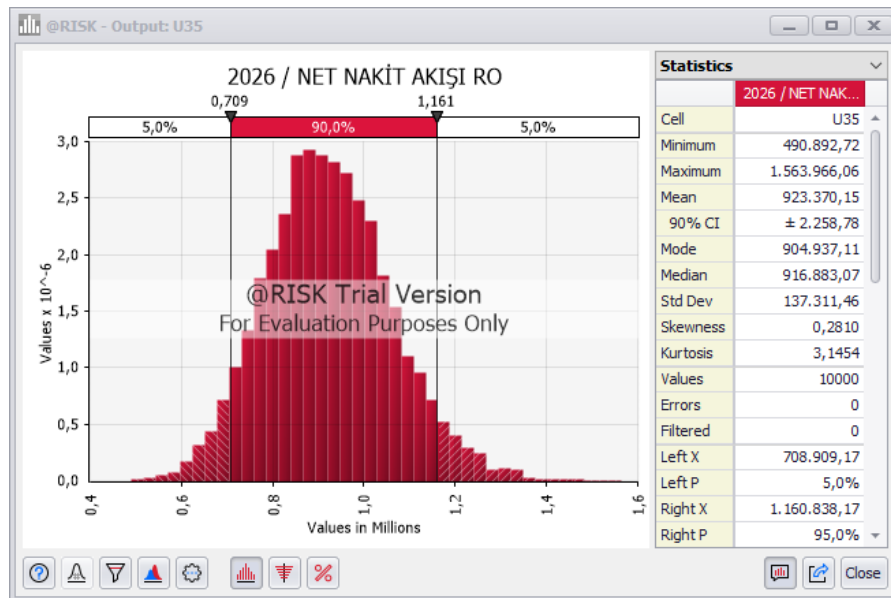 @RISK - Output: U35
2026 / NET NAKİT AKIŞI RO
0,709 1,161
5,0% 90,0% 5,0%
3,0
2,5
2,0
1,5
1,0
0,5
0,0
Values x 10^-6
@RISK Trial Version
For Evaluation Purposes Only
0,4 0,6 0,8 1,0 1,2 1,4 1,6
Values in Millions
Statistics
2026 / NET NAK...
Cell U35
Minimum 490.892,72
Maximum 1.563.966,06
Mean 923.370,15
90% CI ± 2.258,78
Mode 904.937,11
Median 916.883,07
Std Dev 137.311,46
Skewness 0,2810
Kurtosis 3,1454
Values 10000
Errors 0
Filtered 0
Left X 708.909,17
Left P 5,0%
Right X 1.160.838,17
Right P 95,0%
Close